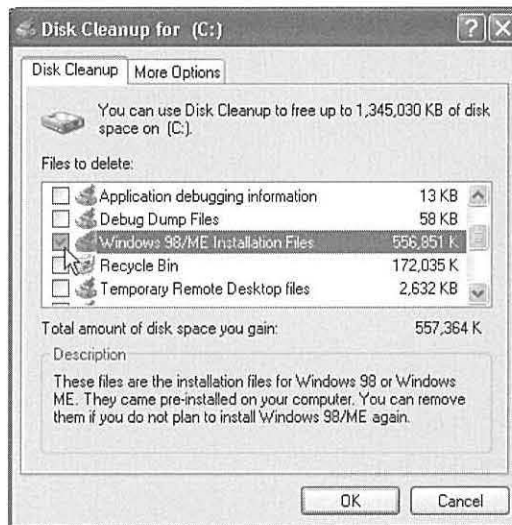 Disk Cleanup for (C:)
Disk Cleanup
More Options
You can use Disk Cleanup to free up to 1,345,030 KB of disk
space on (C:).
Files to delete:
Application debugging information 13 KB
Debug Dump Files 58 KB
Windows 98/ME Installation Files 556,851 K
Recycle Bin 172,035 K
Temporary Remote Desktop files 2,632 KB
Total amount of disk space you gain: 557,364 K
Description
These files are the installation files for Windows 98 or Windows
ME. They came pre-installed on your computer. You can remove
them if you do not plan to install Windows 98/ME again.
OK
Cancel